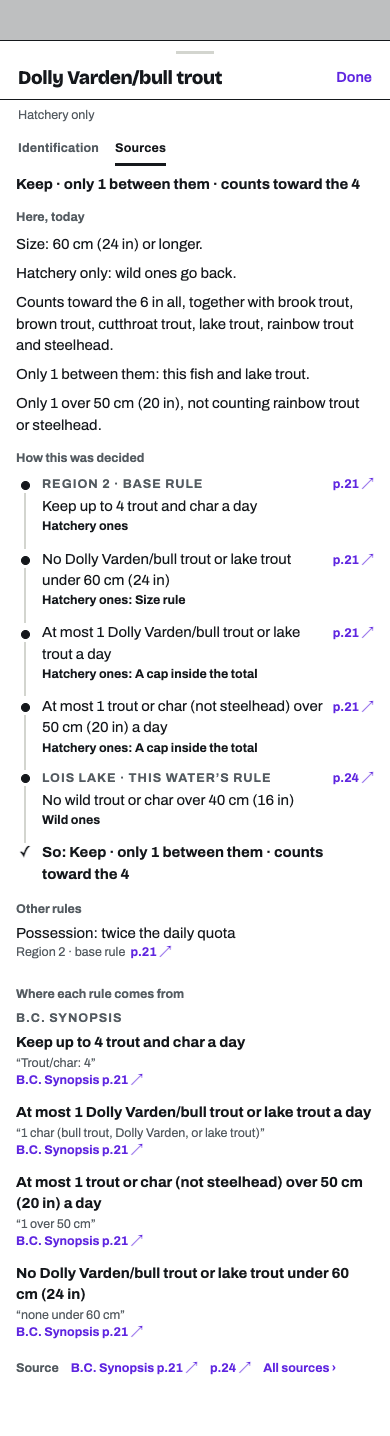 Dolly Varden/bull trout
Done
Hatchery only
Identification
Sources
Keep · only 1 between them · counts toward the 4
Here, today
Size: 60 cm (24 in) or longer.
Hatchery only: wild ones go back.
Counts toward the 6 in all, together with brook trout,
brown trout, cutthroat trout, lake trout, rainbow trout
and steelhead.
Only 1 between them: this fish and lake trout.
Only 1 over 50 cm (20 in), not counting rainbow trout
or steelhead.
How this was decided
REGION 2 · BASE RULE p.21 ↗
Keep up to 4 trout and char a day
Hatchery ones
No Dolly Varden/bull trout or lake trout p.21 ↗
under 60 cm (24 in)
Hatchery ones: Size rule
At most 1 Dolly Varden/bull trout or lake p.21 ↗
trout a day
Hatchery ones: A cap inside the total
At most 1 trout or char (not steelhead) over p.21 ↗
50 cm (20 in) a day
Hatchery ones: A cap inside the total
LOIS LAKE · THIS WATER’S RULE p.24 ↗
No wild trout or char over 40 cm (16 in)
Wild ones
✓ So: Keep · only 1 between them · counts
toward the 4
Other rules
Possession: twice the daily quota
Region 2 · base rule p.21 ↗
Where each rule comes from
B.C. SYNOPSIS
Keep up to 4 trout and char a day
“Trout/char: 4”
B.C. Synopsis p.21 ↗
At most 1 Dolly Varden/bull trout or lake trout a day
“1 char (bull trout, Dolly Varden, or lake trout)”
B.C. Synopsis p.21 ↗
At most 1 trout or char (not steelhead) over 50 cm
(20 in) a day
“1 over 50 cm”
B.C. Synopsis p.21 ↗
No Dolly Varden/bull trout or lake trout under 60
cm (24 in)
“none under 60 cm”
B.C. Synopsis p.21 ↗
Source B.C. Synopsis p.21 ↗ p.24 ↗ All sources ›